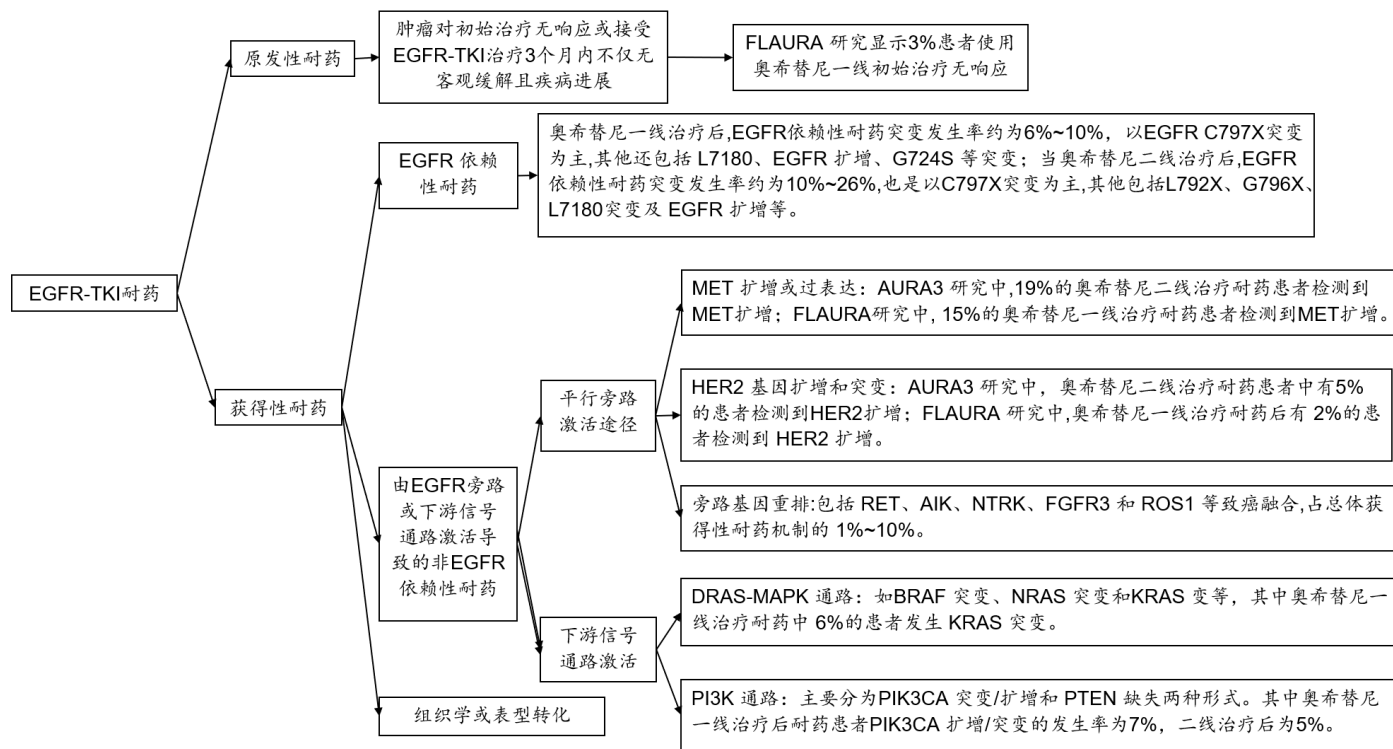 原发性耐药
肿瘤对初始治疗无响应或接受
EGFR-TKI治疗3个月内不仅无
客观缓解且疾病进展
FLAURA 研究显示3%患者使用
奥希替尼一线初始治疗无响应
EGFR 依赖
性耐药
奥希替尼一线治疗后,EGFR依赖性耐药突变发生率约为6%~10%，以EGFR C797X突变
为主,其他还包括 L7180、EGFR 扩增、G724S 等突变；当奥希替尼二线治疗后,EGFR
依赖性耐药突变发生率约为10%~26%,也是以C797X突变为主,其他包括L792X、G796X、
L7180突变及 EGFR 扩增等。
EGFR-TKI耐药
获得性耐药
由EGFR旁路
或下游信号
通路激活导
致的非EGFR
依赖性耐药
平行旁路
激活途径
MET 扩增或过表达：AURA3 研究中,19%的奥希替尼二线治疗耐药患者检测到
MET扩增；FLAURA研究中, 15%的奥希替尼一线治疗耐药患者检测到MET扩增。
HER2 基因扩增和突变：AURA3 研究中，奥希替尼二线治疗耐药患者中有5%
的患者检测到HER2扩增；FLAURA 研究中,奥希替尼一线治疗耐药后有 2%的患
者检测到 HER2 扩增。
旁路基因重排:包括 RET、AIK、NTRK、FGFR3 和 ROS1 等致癌融合,占总体获
得性耐药机制的 1%~10%。
下游信号
通路激活
DRAS-MAPK 通路：如BRAF 突变、NRAS 突变和KRAS 变等，其中奥希替尼一
线治疗耐药中 6%的患者发生 KRAS 突变。
PI3K 通路：主要分为PIK3CA 突变/扩增和 PTEN 缺失两种形式。其中奥希替尼
一线治疗后耐药患者PIK3CA 扩增/突变的发生率为7%，二线治疗后为5%。
组织学或表型转化